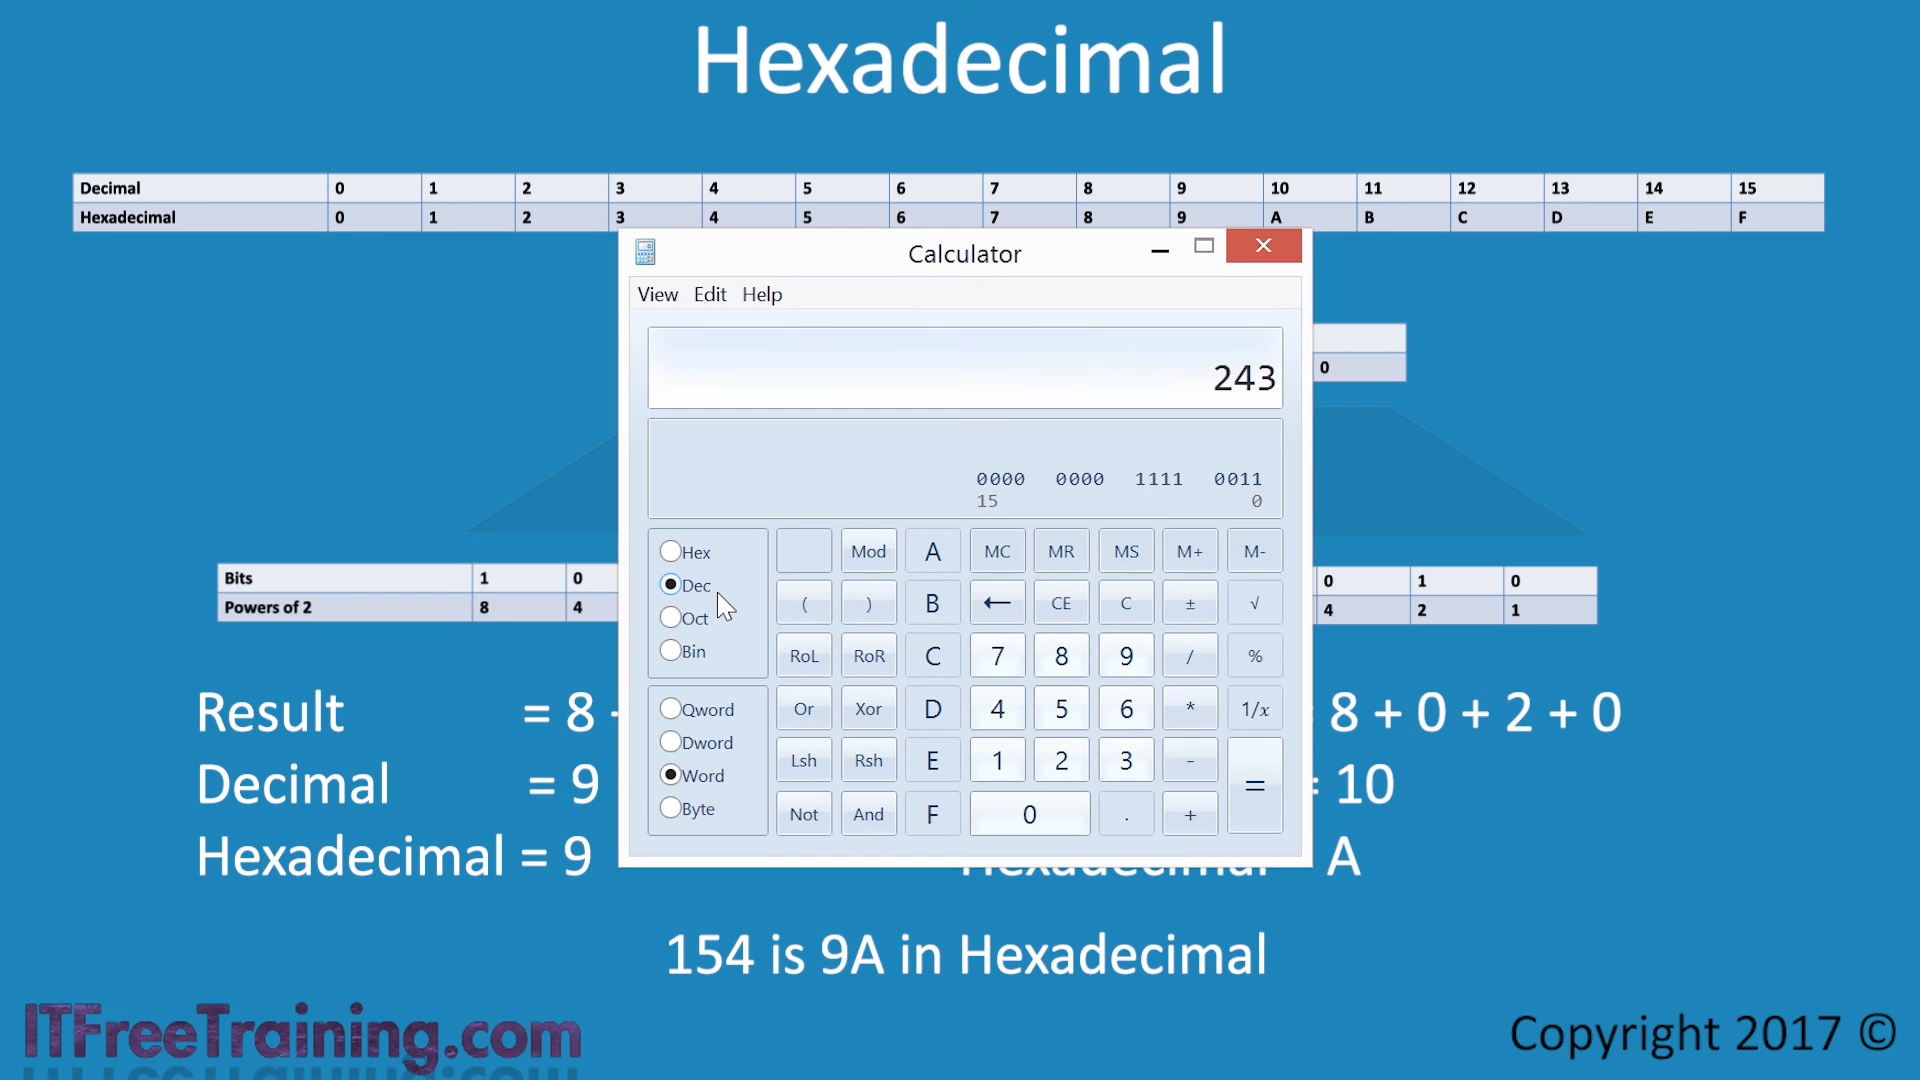 Hexadecimal
Decimal 0 1 2 3 4 5 6 7 8 9 10 11 12 13 14 15
Hexadecimal 0 1 2 3 4 5 6 7 8 9 A B C D E F
Calculator
View Edit Help
0
243
0000 0000 1111 0011
15 0
Hex Mod A MC MR MS M+ M-
Dec ( ) B ← CE C ± √
Oct
Bin RoL RoR C 7 8 9 / %
Qword Or Xor D 4 5 6 * 1/x
Dword
Word Lsh Rsh E 1 2 3 - =
Byte Not And F 0 . +
Bits 1 0 0 1 0
Powers of 2 8 4 4 2 1
Result = 8 8 + 0 + 2 + 0
Decimal = 9 = 10
Hexadecimal = 9 Hexadecimal A
154 is 9A in Hexadecimal
ITFreeTraining.com
Copyright 2017 ©